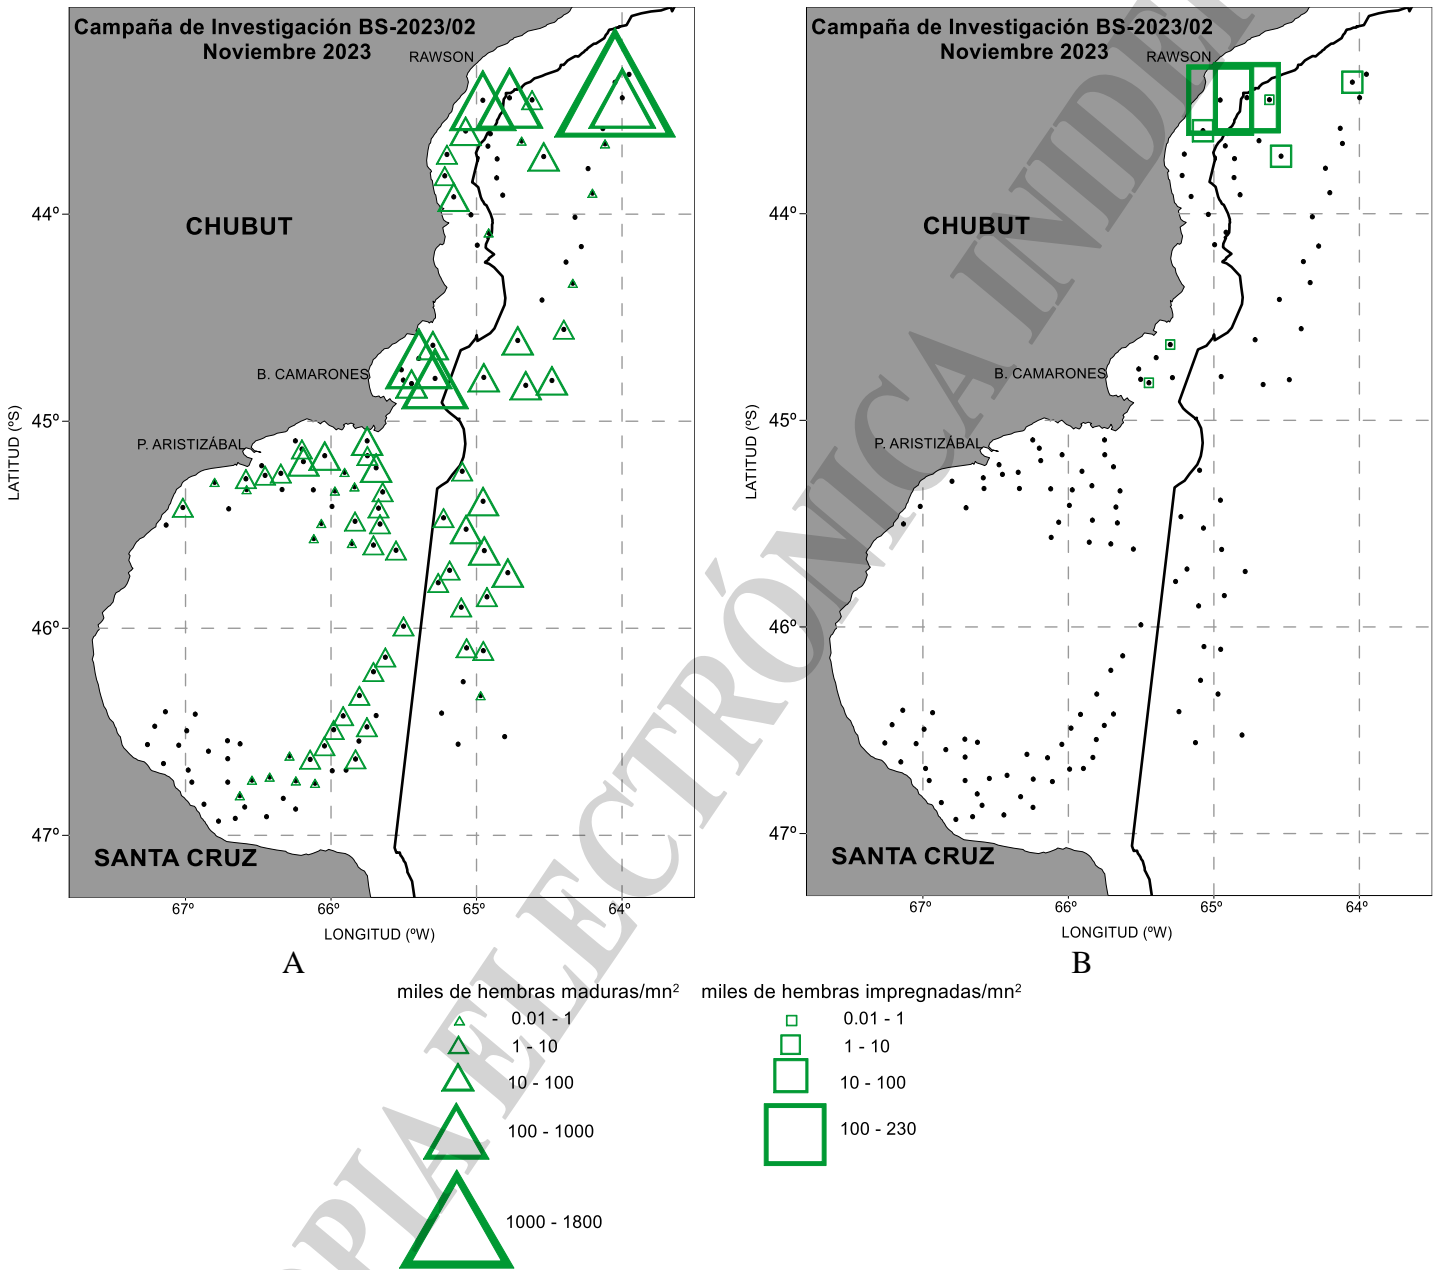 Campaña de Investigación BS-2023/02
Noviembre 2023
RAWSON
CHUBUT
B. CAMARONES
P. ARISTIZÁBAL
SANTA CRUZ
44º
45º
46º
47º
LATITUD (ºS)
67º 66º 65º 64º
LONGITUD (ºW)
A
Campaña de Investigación BS-2023/02
Noviembre 2023
RAWSON
CHUBUT
B. CAMARONES
P. ARISTIZÁBAL
SANTA CRUZ
44º
45º
46º
47º
LATITUD (ºS)
67º 66º 65º 64º
LONGITUD (ºW)
B
miles de hembras maduras/mn²
0.01 - 1
1 - 10
10 - 100
100 - 1000
1000 - 1800
miles de hembras impregnadas/mn²
0.01 - 1
1 - 10
10 - 100
100 - 230
PIA ELECTRÓNICA INIDEP